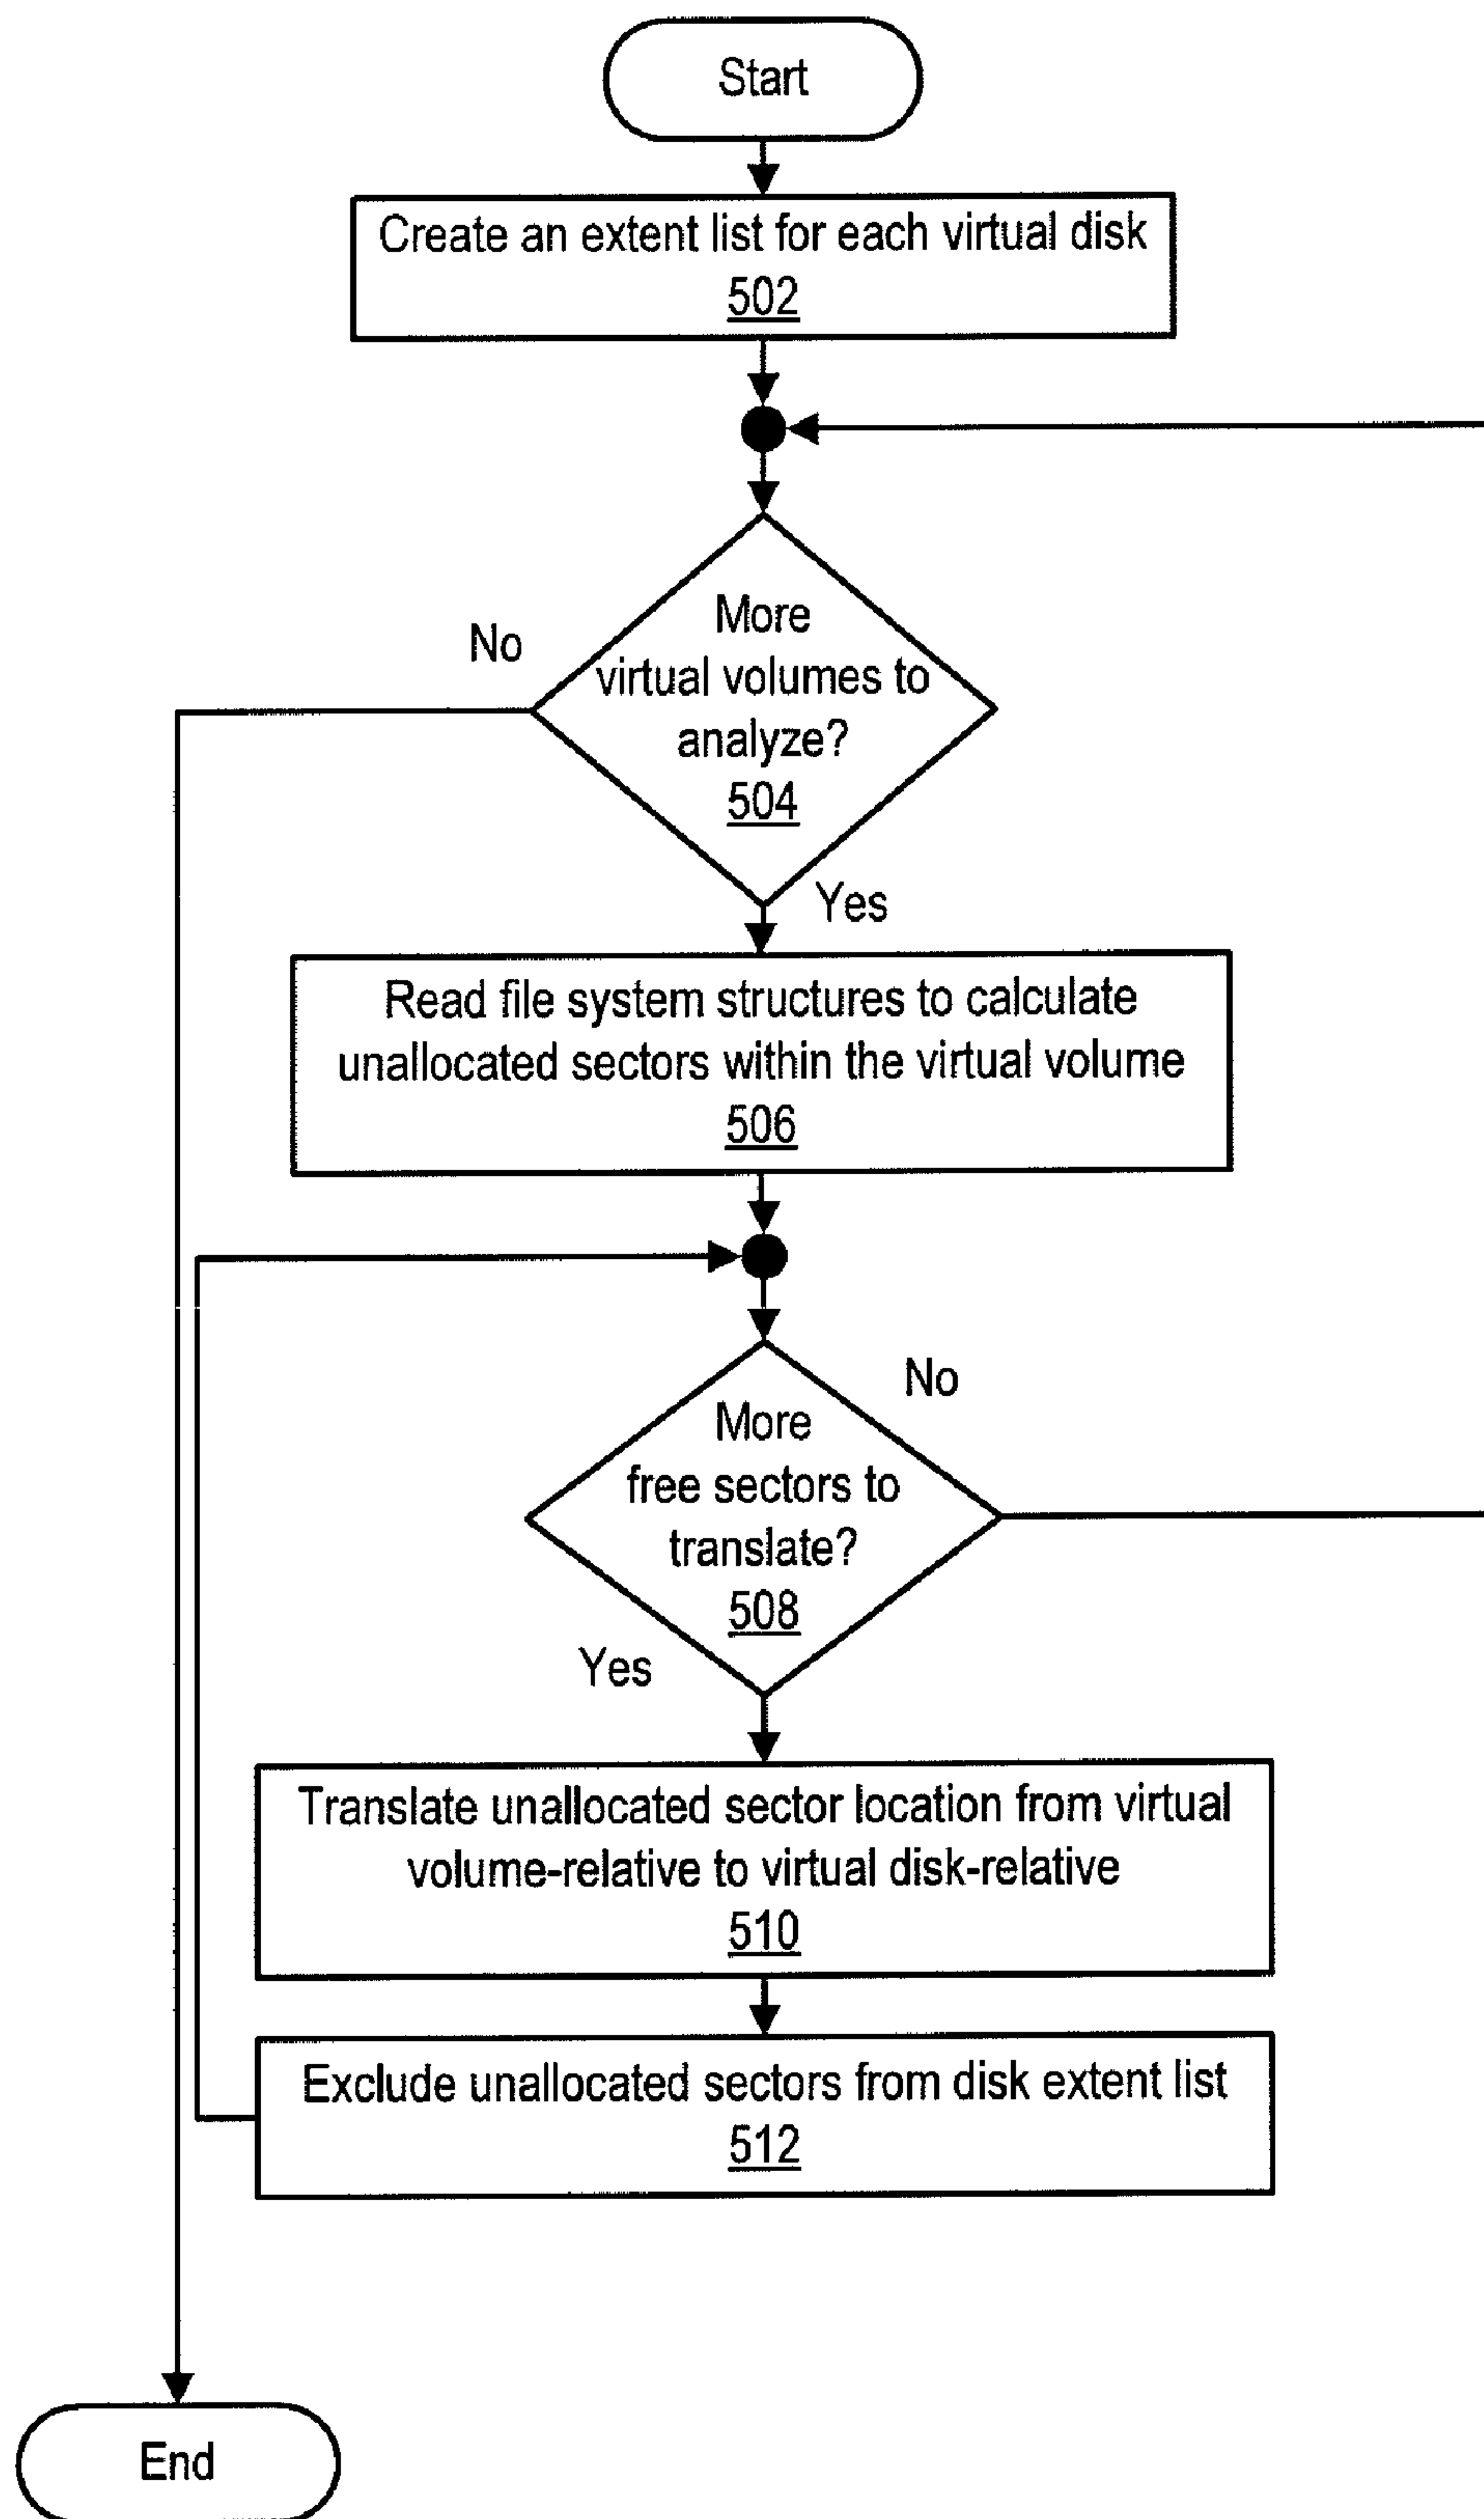 Start
Create an extent list for each virtual disk
502
No
More
virtual volumes to
analyze?
504
Yes
Read file system structures to calculate
unallocated sectors within the virtual volume
506
No
More
free sectors to
translate?
508
Yes
Translate unallocated sector location from virtual
volume-relative to virtual disk-relative
510
Exclude unallocated sectors from disk extent list
512
End